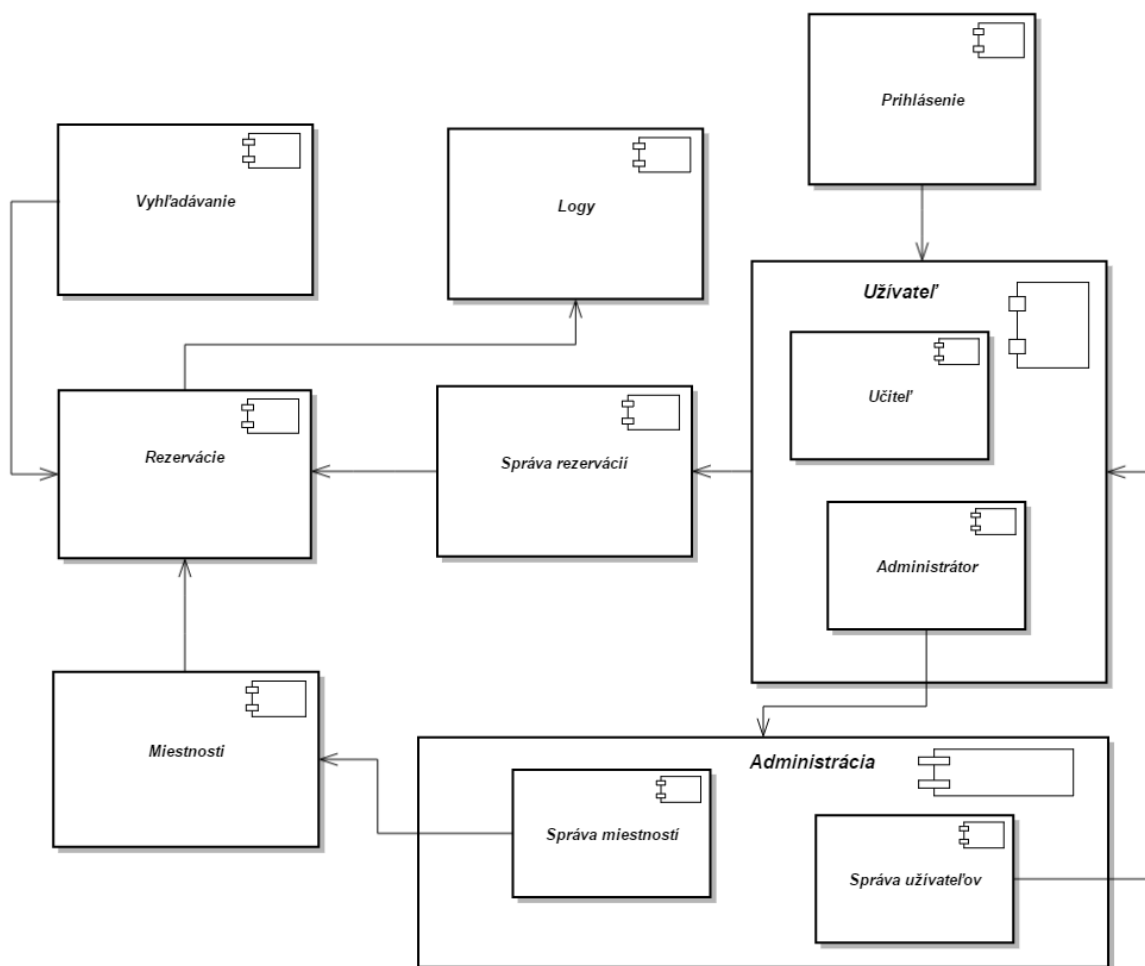 Prihlásenie
Vyhľadávanie
Logy
Užívateľ
Učiteľ
Rezervácie
Správa rezervácií
Administrátor
Miestnosti
Administrácia
Správa miestností
Správa užívateľov